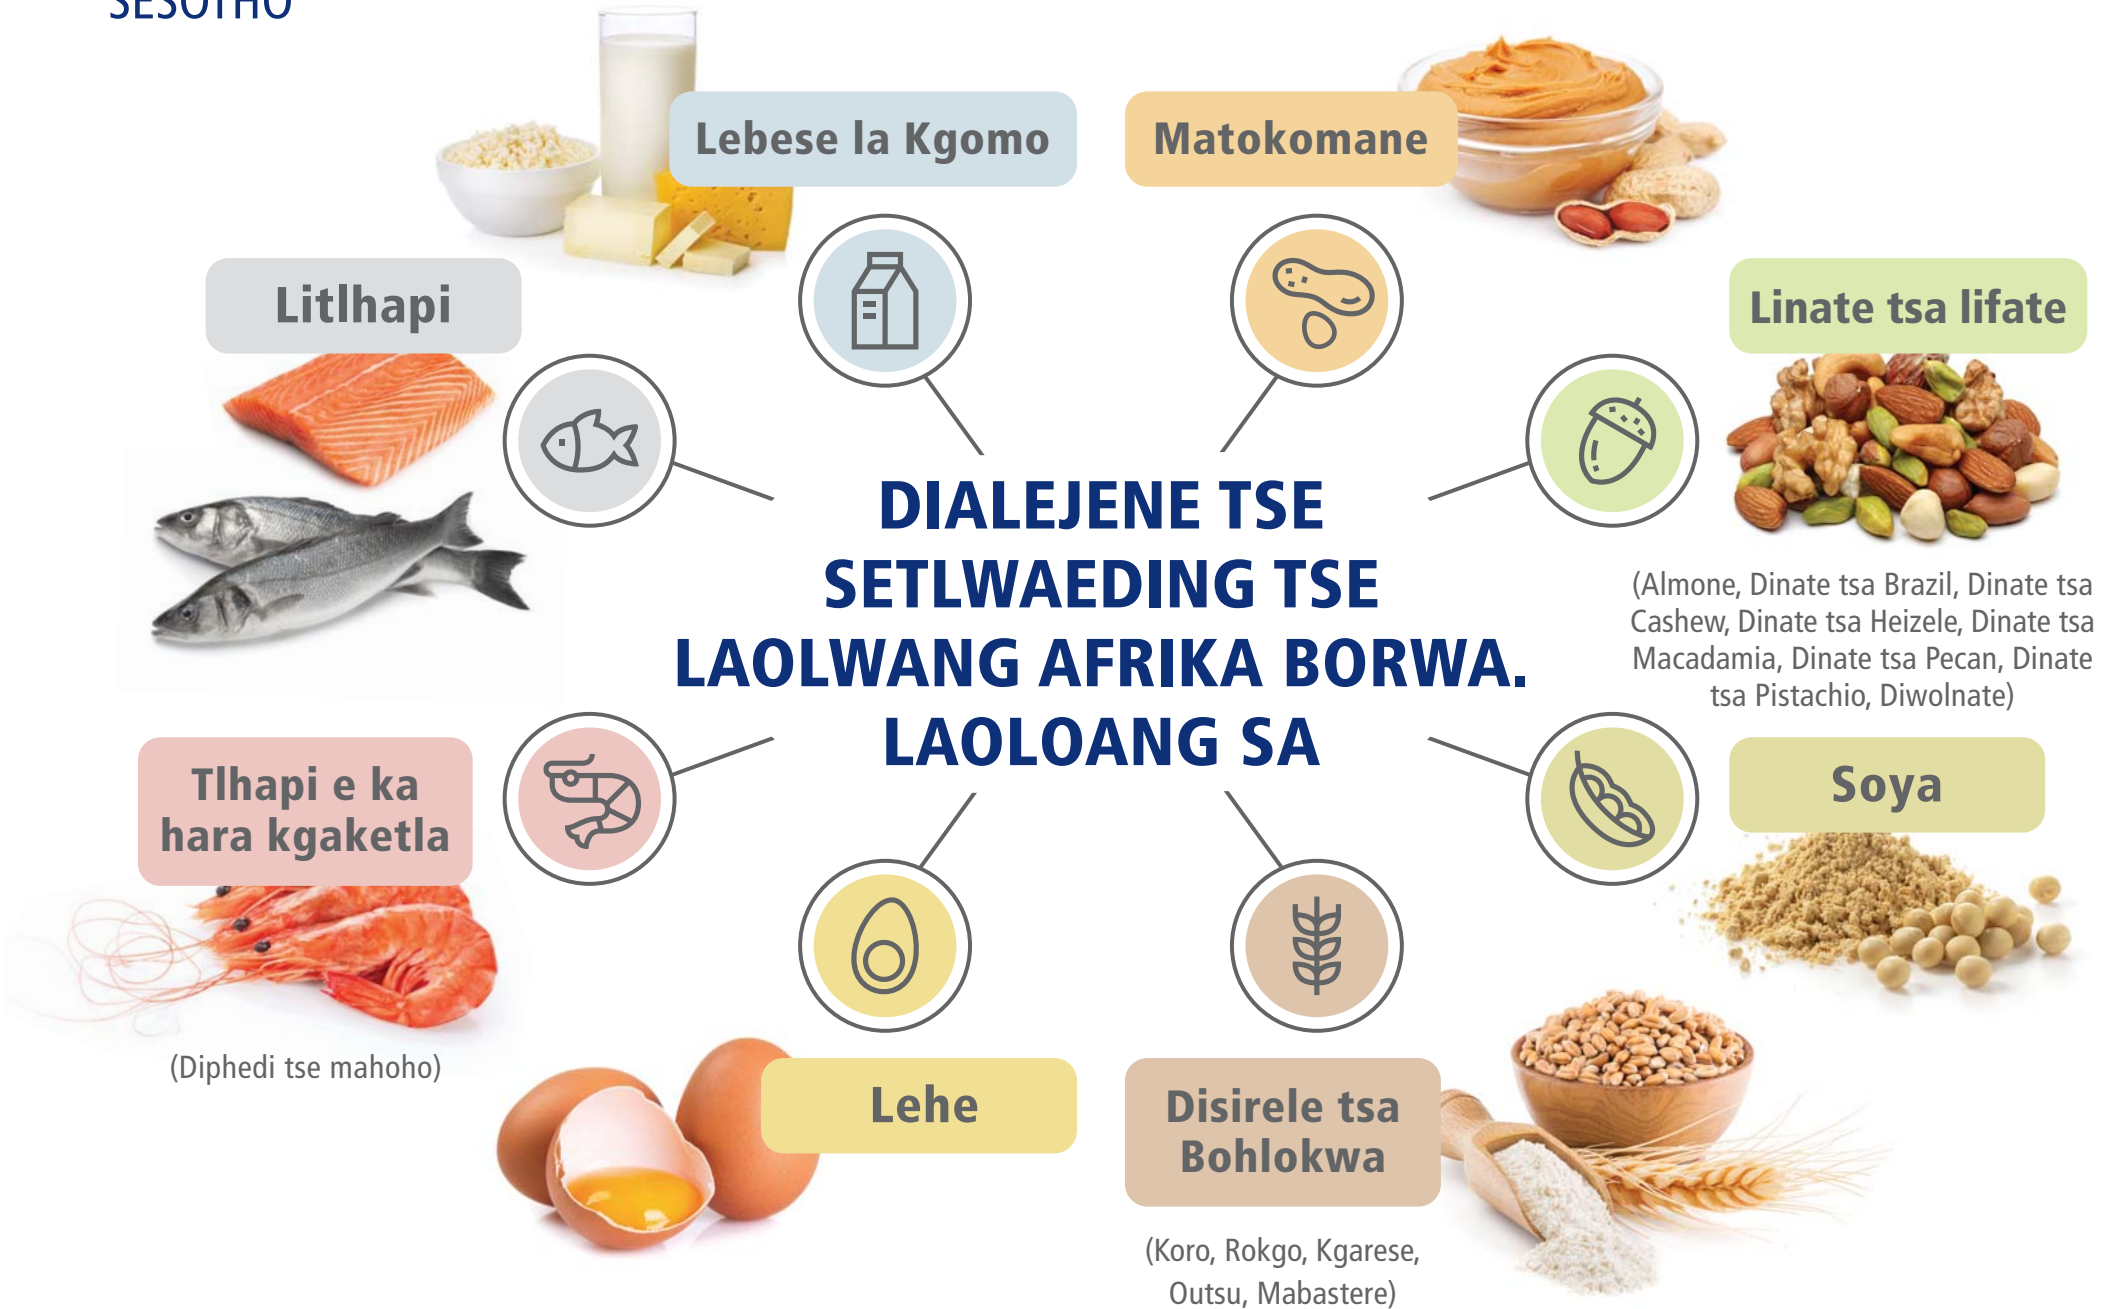 SESOTHO
Lebese la Kgomo
Matokomane
Litlhapi
Linate tsa lifate
(Almone, Dinate tsa Brazil, Dinate tsa
Cashew, Dinate tsa Heizele, Dinate tsa
Macadamia, Dinate tsa Pecan, Dinate
tsa Pistachio, Diwolnate)
DIALEJENE TSE
SETLWAEDING TSE
LAOLWANG AFRIKA BORWA.
LAOLOANG SA
Tlhapi e ka
hara kgaketla
(Diphedi tse mahoho)
Soya
Lehe
Disirele tsa
Bohlokwa
(Koro, Rokgo, Kgarese,
Outsu, Mabastere)